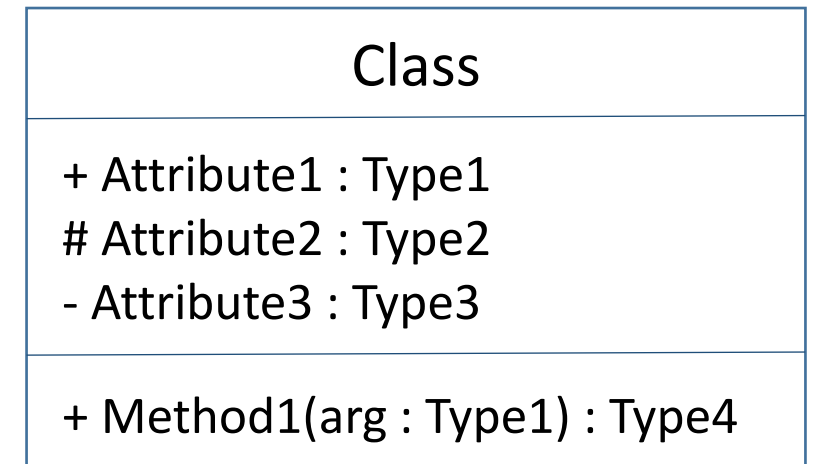 Class
+ Attribute1 : Type1
# Attribute2 : Type2
- Attribute3 : Type3
+ Method1(arg : Type1) : Type4